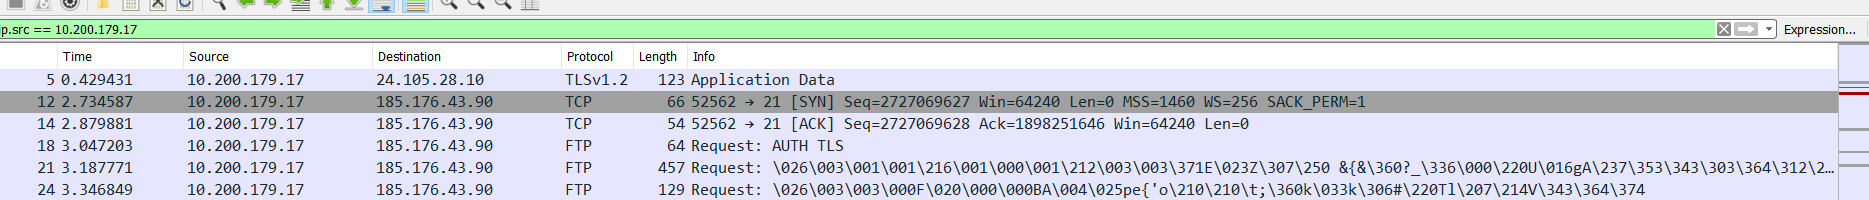 p.src == 10.200.179.17 Expression...
Time Source Destination Protocol Length Info
5 0.429431 10.200.179.17 24.105.28.10 TLSv1.2 123 Application Data
12 2.734587 10.200.179.17 185.176.43.90 TCP 66 52562 → 21 [SYN] Seq=2727069627 Win=64240 Len=0 MSS=1460 WS=256 SACK_PERM=1
14 2.879881 10.200.179.17 185.176.43.90 TCP 54 52562 → 21 [ACK] Seq=2727069628 Ack=1898251646 Win=64240 Len=0
18 3.047203 10.200.179.17 185.176.43.90 FTP 64 Request: AUTH TLS
21 3.187771 10.200.179.17 185.176.43.90 FTP 457 Request: \026\003\001\001\216\001\000\001\212\003\003\371E\023Z\307\250 &{&\360?_\336\000\220U\016gA\237\353\343\303\364\312\2…
24 3.346849 10.200.179.17 185.176.43.90 FTP 129 Request: \026\003\003\000F\020\000\000BA\004\025pe{'o\210\210\t;\360k\033k\306#\220Tl\207\214V\343\364\374